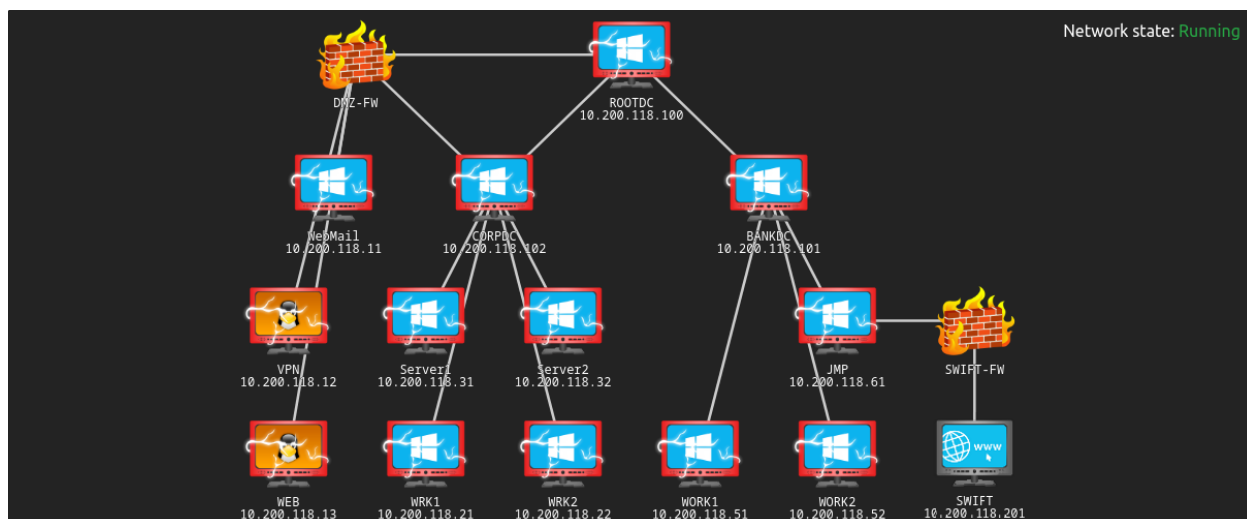 Network state: Running
DMZ-FW
ROOTDC
10.200.118.100
WebMail
10.200.118.11
CORPDC
10.200.118.102
BANKDC
10.200.118.101
VPN
10.200.118.12
Server1
10.200.118.31
Server2
10.200.118.32
JMP
10.200.118.61
SWIFT-FW
www
WEB
10.200.118.13
WRK1
10.200.118.21
WRK2
10.200.118.22
WORK1
10.200.118.51
WORK2
10.200.118.52
SWIFT
10.200.118.201